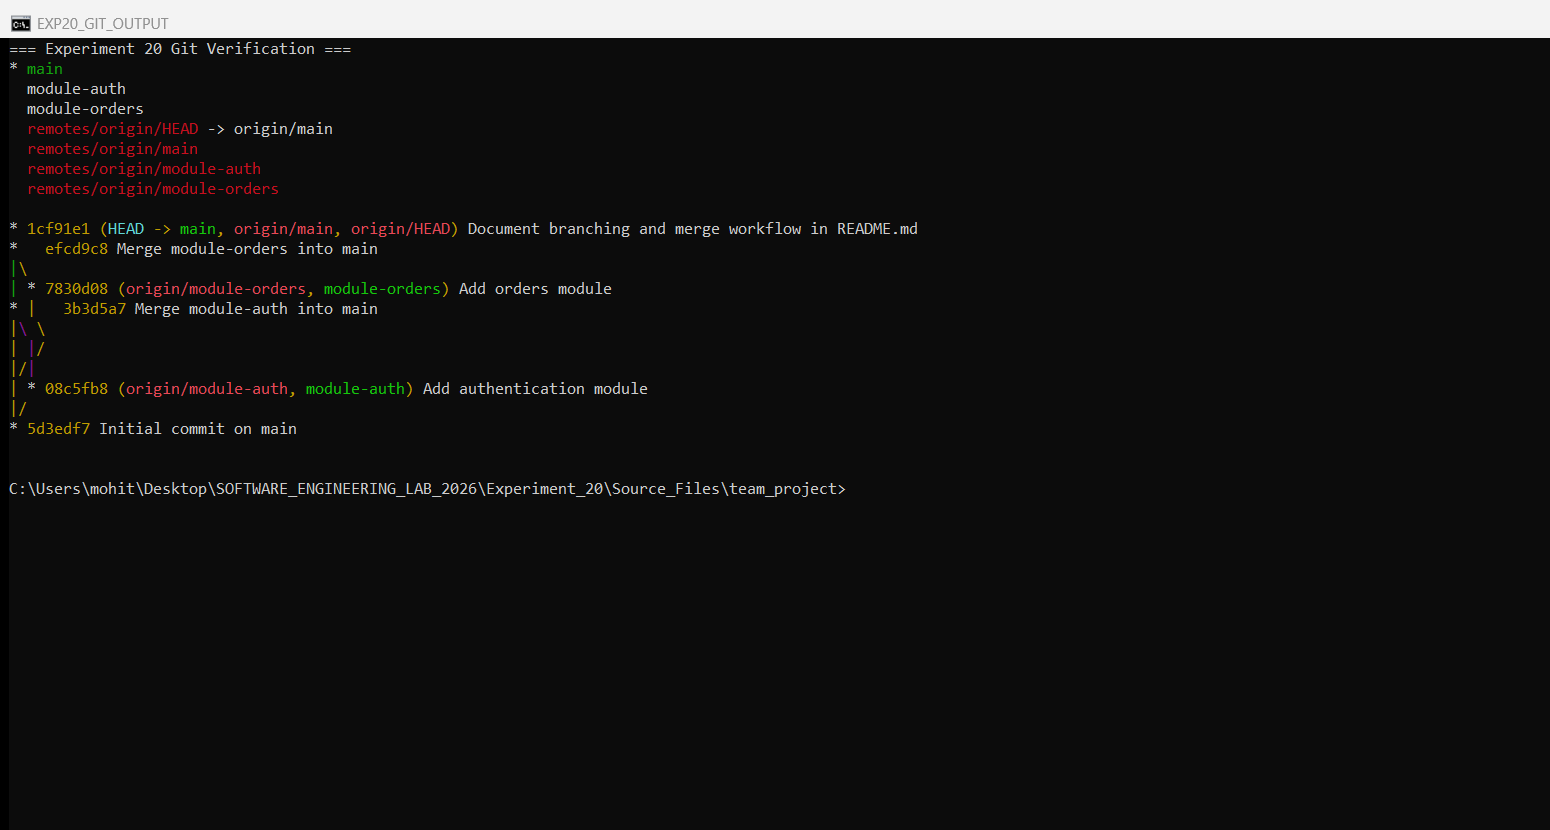 EXP20_GIT_OUTPUT
=== Experiment 20 Git Verification ===
* main
  module-auth
  module-orders
  remotes/origin/HEAD -> origin/main
  remotes/origin/main
  remotes/origin/module-auth
  remotes/origin/module-orders
* 1cf91e1 (HEAD -> main, origin/main, origin/HEAD) Document branching and merge workflow in README.md
*   efcd9c8 Merge module-orders into main
|\
| * 7830d08 (origin/module-orders, module-orders) Add orders module
* |   3b3d5a7 Merge module-auth into main
|\ \
| |/
|/|
| * 08c5fb8 (origin/module-auth, module-auth) Add authentication module
|/
* 5d3edf7 Initial commit on main
C:\Users\mohit\Desktop\SOFTWARE_ENGINEERING_LAB_2026\Experiment_20\Source_Files\team_project>